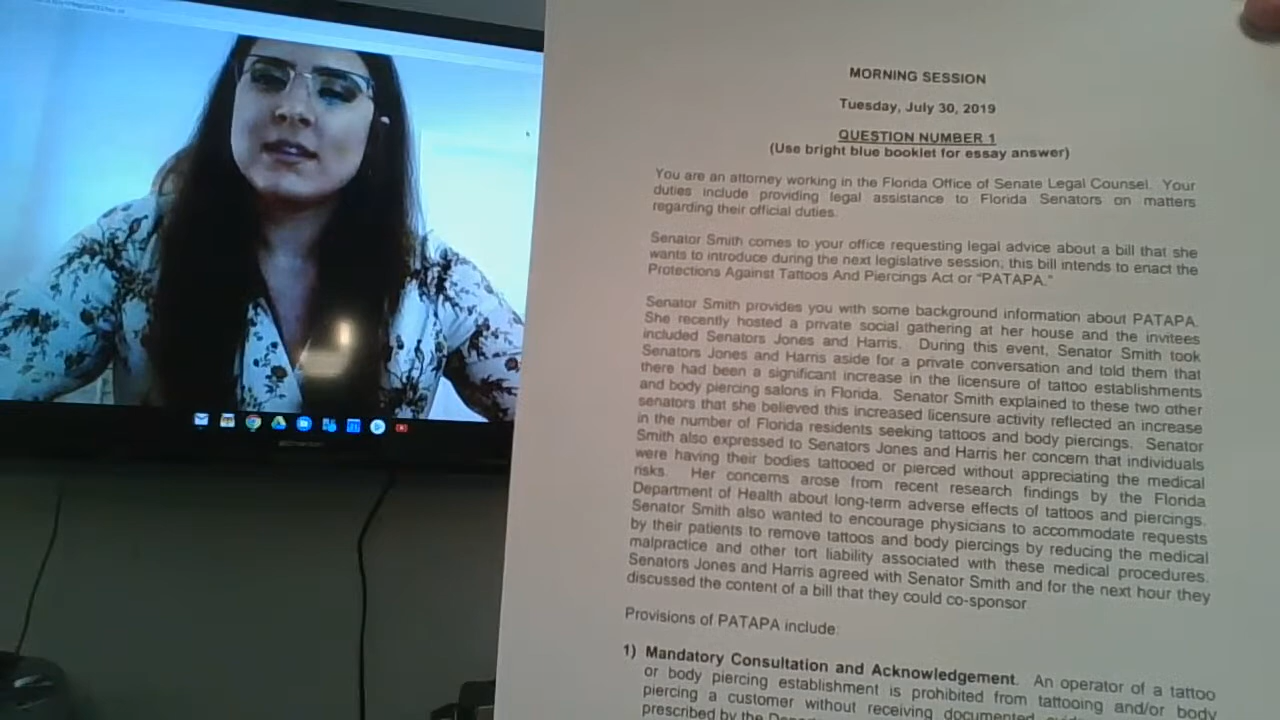 MORNING SESSION
Tuesday, July 30, 2019
QUESTION NUMBER 1
(Use bright blue booklet for essay answer)
You are an attorney working in the Florida Office of Senate Legal Counsel. Your
duties include providing legal assistance to Florida Senators on matters
regarding their official duties.
Senator Smith comes to your office requesting legal advice about a bill that she
wants to introduce during the next legislative session; this bill intends to enact the
Protections Against Tattoos And Piercings Act or "PATAPA."
Senator Smith provides you with some background information about PATAPA.
She recently hosted a private social gathering at her house and the invitees
included Senators Jones and Harris. During this event, Senator Smith took
Senators Jones and Harris aside for a private conversation and told them that
there had been a significant increase in the licensure of tattoo establishments
and body piercing salons in Florida. Senator Smith explained to these two other
senators that she believed this increased licensure activity reflected an increase
in the number of Florida residents seeking tattoos and body piercings. Senator
Smith also expressed to Senators Jones and Harris her concern that individuals
were having their bodies tattooed or pierced without appreciating the medical
risks. Her concerns arose from recent research findings by the Florida
Department of Health about long-term adverse effects of tattoos and piercings.
Senator Smith also wanted to encourage physicians to accommodate requests
by their patients to remove tattoos and body piercings by reducing the medical
malpractice and other tort liability associated with these medical procedures.
Senators Jones and Harris agreed with Senator Smith and for the next hour they
discussed the content of a bill that they could co-sponsor
Provisions of PATAPA include:
1) Mandatory Consultation and Acknowledgement. An operator of a tattoo
or body piercing establishment is prohibited from tattooing and/or body
piercing a customer without receiving documented
prescribed by the